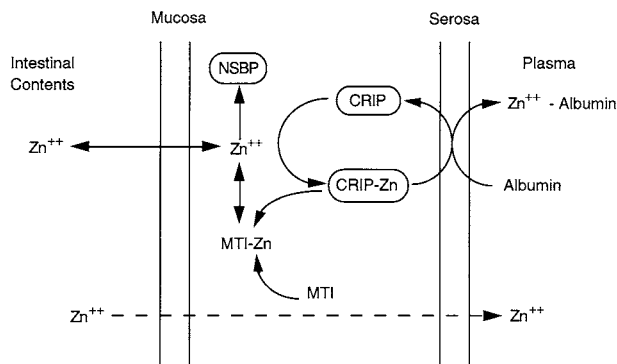 Mucosa
Serosa
Intestinal
Contents
NSBP
Plasma
CRIP
Zn++ - Albumin
Zn++
Zn++
CRIP-Zn
Albumin
MTI-Zn
MTI
Zn++
Zn++